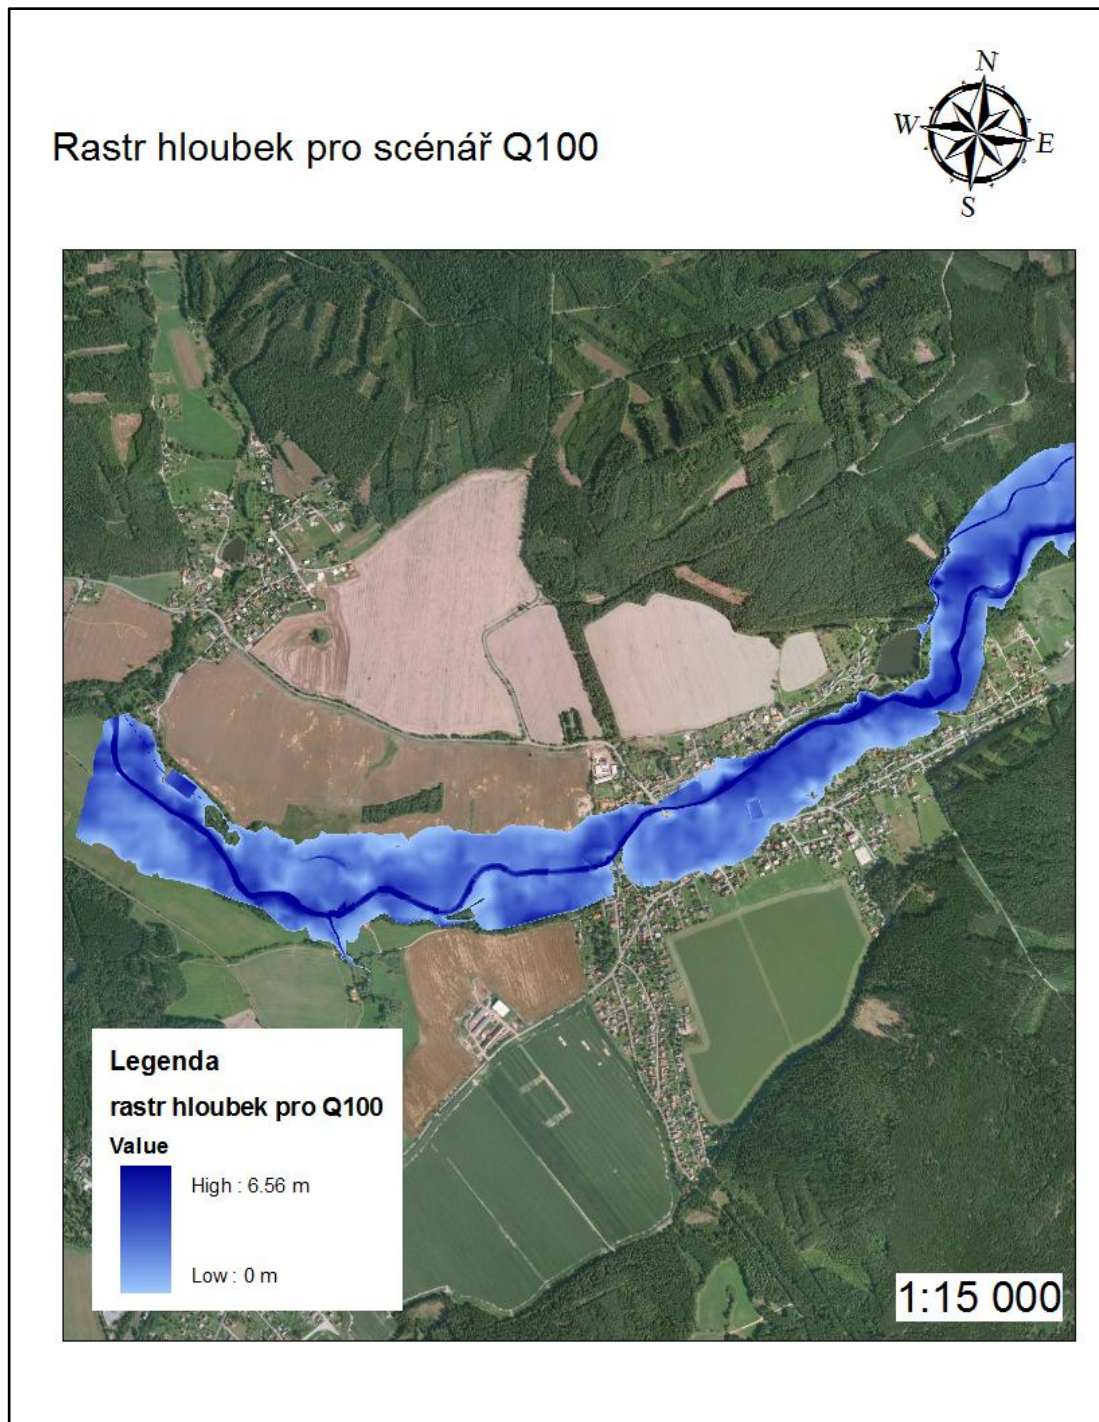 N
W
E
S
Rastr hloubek pro scénář Q100
Legenda
rastr hloubek pro Q100
Value
High : 6.56 m
Low : 0 m
1:15 000